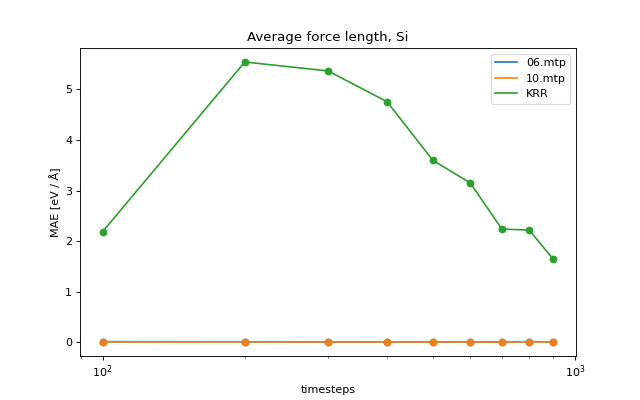 Average force length, Si
06.mtp
10.mtp
KRR
MAE [eV / Å]
5
4
3
2
1
0
10²
10³
timesteps